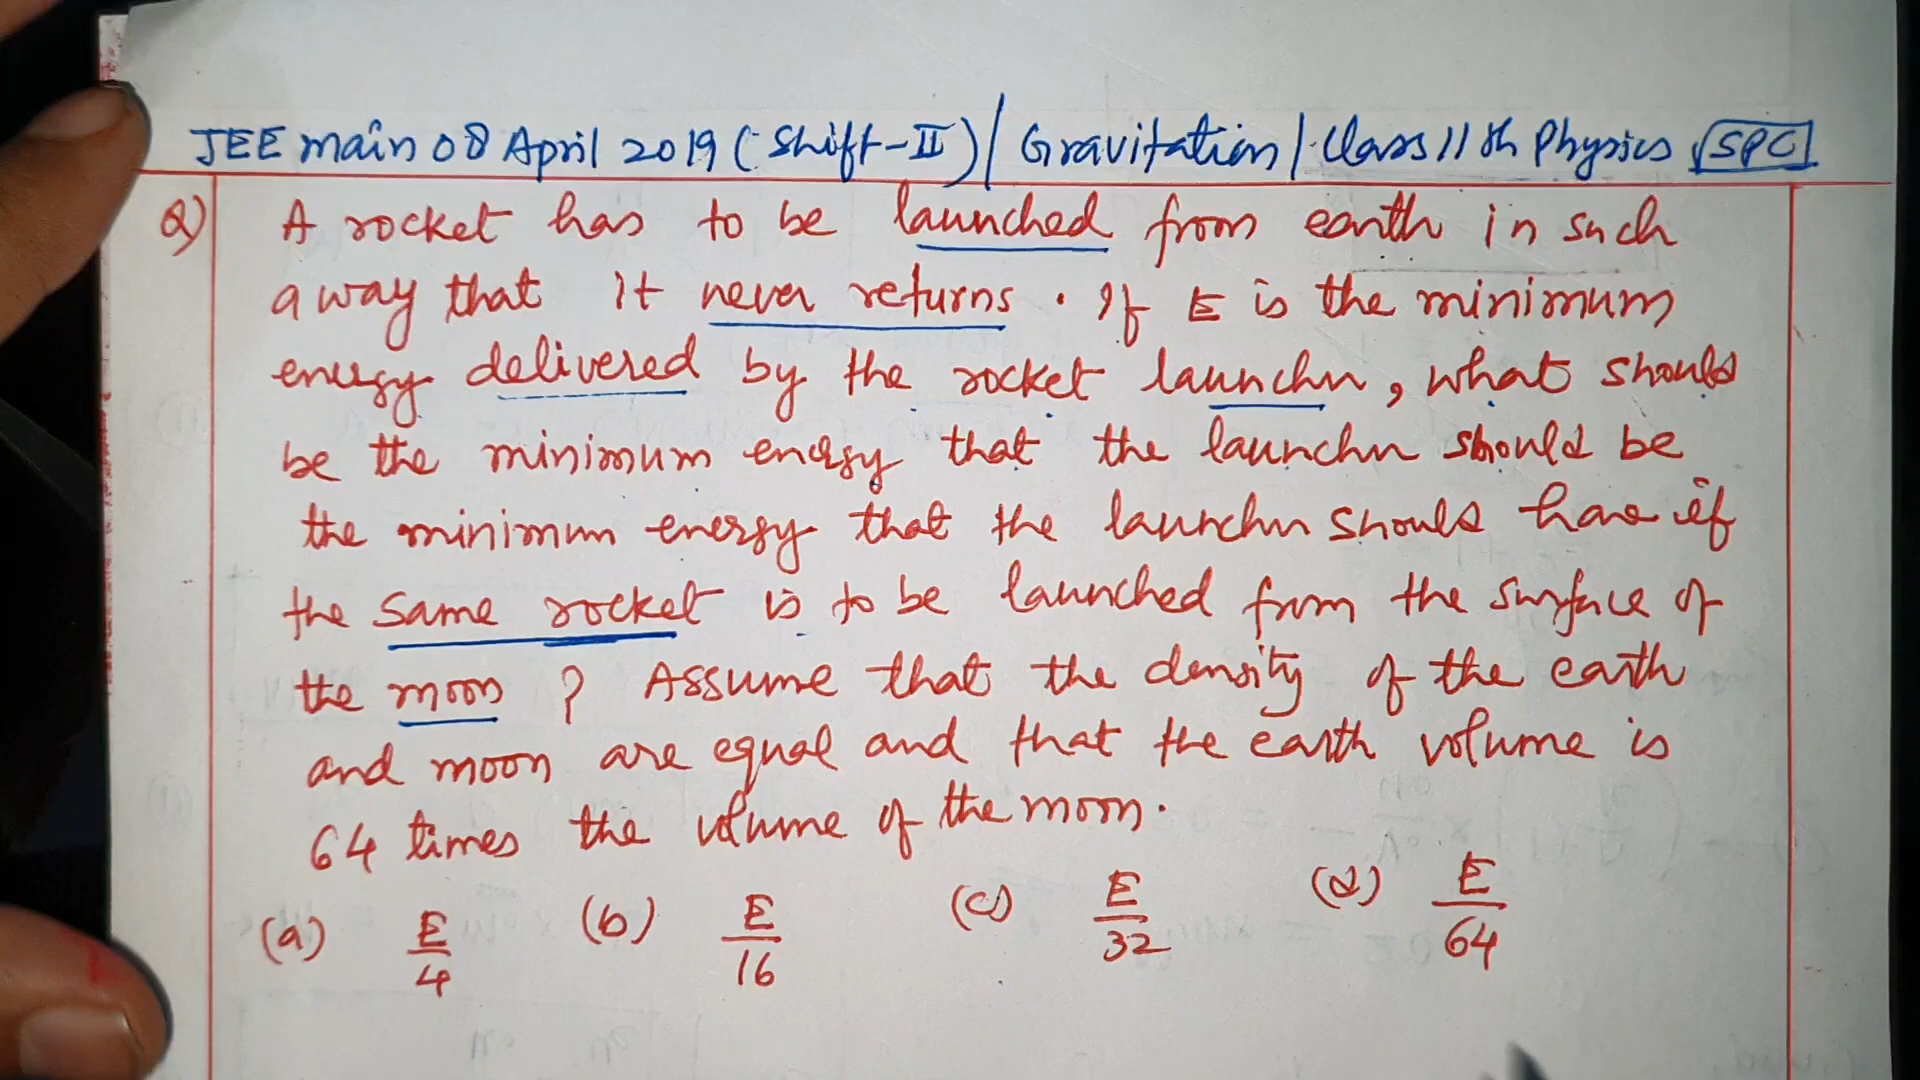 JEE main 08 April 2019 (Shift-II) / Gravitation / Class 11th Physics SPC
Q) A rocket has to be launched from earth in such
a way that it never returns. If E is the minimum
energy delivered by the rocket launcher, what should
be the minimum energy that the launcher should be
the minimum energy that the launcher should have if
the same rocket is to be launched from the surface of
the moon? Assume that the density of the earth
and moon are equal and that the earth volume is
64 times the volume of the moon.
(a) E/4 (b) E/16 (c) E/32 (d) E/64